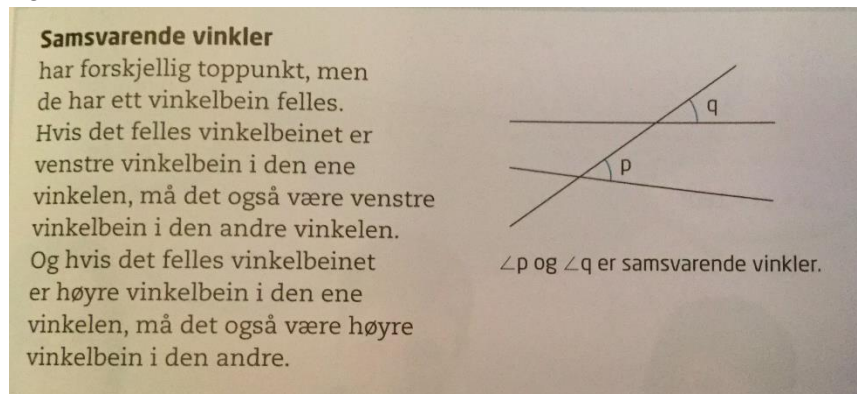 Samsvarende vinkler
har forskjellig toppunkt, men
de har ett vinkelbein felles.
Hvis det felles vinkelbeinet er
venstre vinkelbein i den ene
vinkelen, må det også være venstre
vinkelbein i den andre vinkelen.
Og hvis det felles vinkelbeinet
er høyre vinkelbein i den ene
vinkelen, må det også være høyre
vinkelbein i den andre.
q
p
∠p og ∠q er samsvarende vinkler.